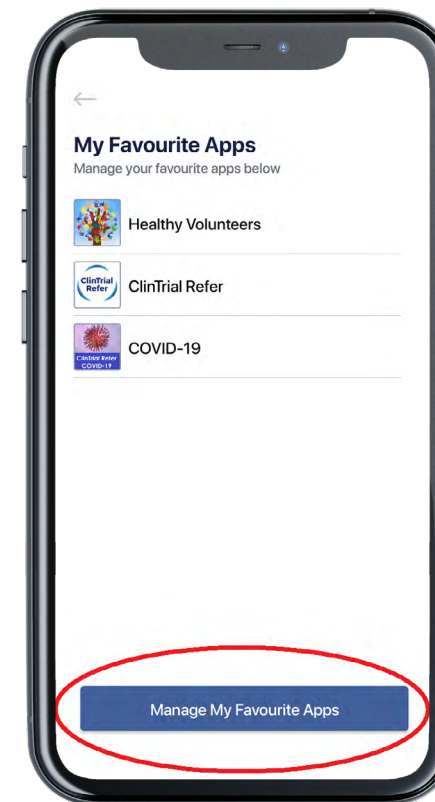 My Favourite Apps
Manage your favourite apps below
Healthy Volunteers
ClinTrial
Refer
ClinTrial Refer
ClinTrial Refer
COVID-19
COVID-19
Manage My Favourite Apps